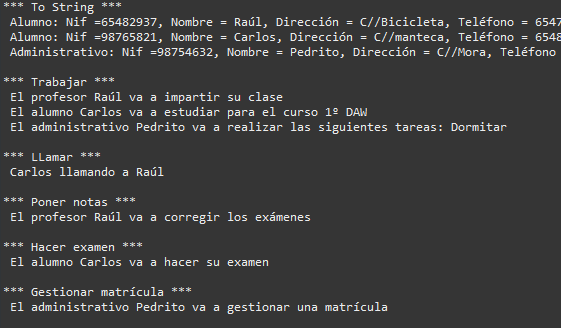 *** To String ***
Alumno: Nif =65482937, Nombre = Raúl, Dirección = C//Bicicleta, Teléfono = 6547
Alumno: Nif =98765821, Nombre = Carlos, Dirección = C//manteca, Teléfono = 6548
Administrativo: Nif =98754632, Nombre = Pedrito, Dirección = C//Mora, Teléfono
*** Trabajar ***
El profesor Raúl va a impartir su clase
El alumno Carlos va a estudiar para el curso 1º DAW
El administrativo Pedrito va a realizar las siguientes tareas: Dormitar
*** LLamar ***
Carlos llamando a Raúl
*** Poner notas ***
El profesor Raúl va a corregir los exámenes
*** Hacer examen ***
El alumno Carlos va a hacer su examen
*** Gestionar matrícula ***
El administrativo Pedrito va a gestionar una matrícula